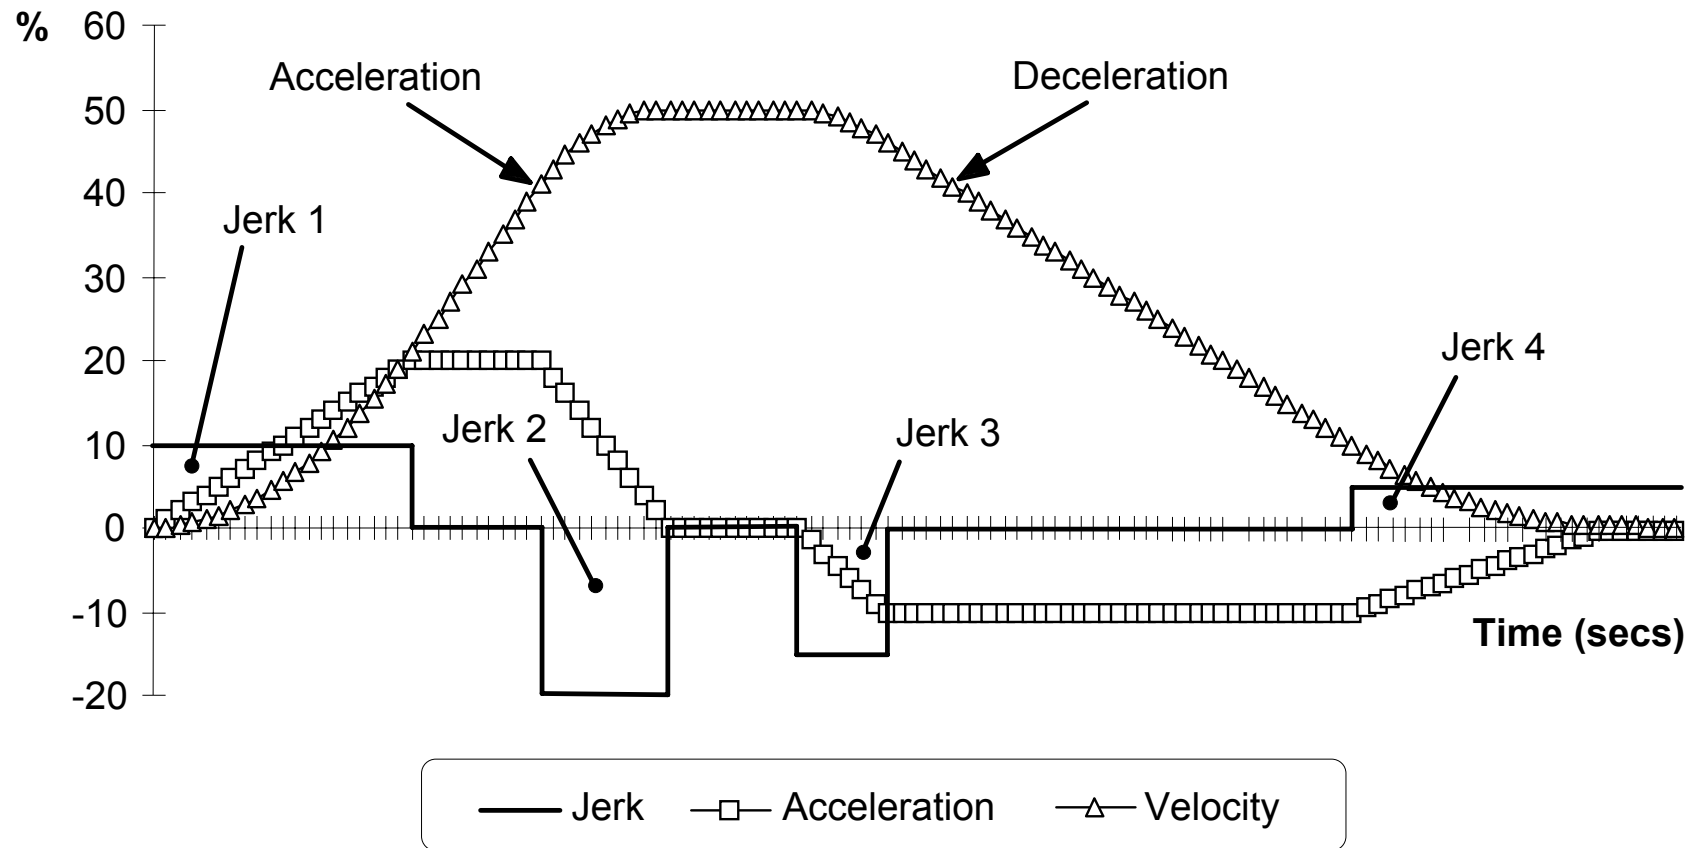 %
60
Acceleration
Deceleration
50
40
Jerk 1
30
20
Jerk 4
Jerk 2
Jerk 3
10
0
-10
Time (secs)
-20
Jerk
Acceleration
Velocity